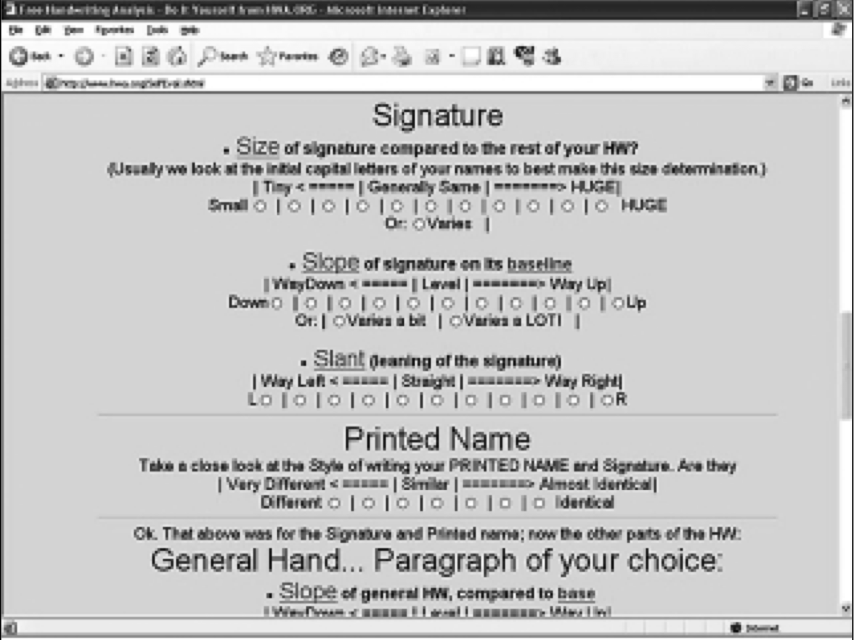 Free Handwriting Analysis - Do It Yourself from HWA.ORG - Microsoft Internet Explorer
File Edit View Favorites Tools Help
Back Search Favorites
Address Go Links
Signature
• Size of signature compared to the rest of your HW?
(Usually we look at the initial capital letters of your names to best make this size determination.)
| Tiny < ===== | Generally Same | =======> HUGE|
Small ○ | ○ | ○ | ○ | ○ | ○ | ○ | ○ | ○ | ○ | ○ HUGE
Or: ○Varies |
• Slope of signature on its baseline
| WayDown < ===== | Level | =======> Way Up|
Down○ | ○ | ○ | ○ | ○ | ○ | ○ | ○ | ○ | ○ | ○Up
Or: | ○Varies a bit | ○Varies a LOT! |
• Slant (leaning of the signature)
| Way Left < ===== | Straight | =======> Way Right|
L○ | ○ | ○ | ○ | ○ | ○ | ○ | ○ | ○ | ○ | ○R
Printed Name
Take a close look at the Style of writing your PRINTED NAME and Signature. Are they
| Very Different < ===== | Similar | =======> Almost Identical|
Different ○ | ○ | ○ | ○ | ○ | ○ | ○ Identical
Ok. That above was for the Signature and Printed name; now the other parts of the HW:
General Hand... Paragraph of your choice:
• Slope of general HW, compared to base
| WayDown < ===== | Level | =======> Way Up|
Internet